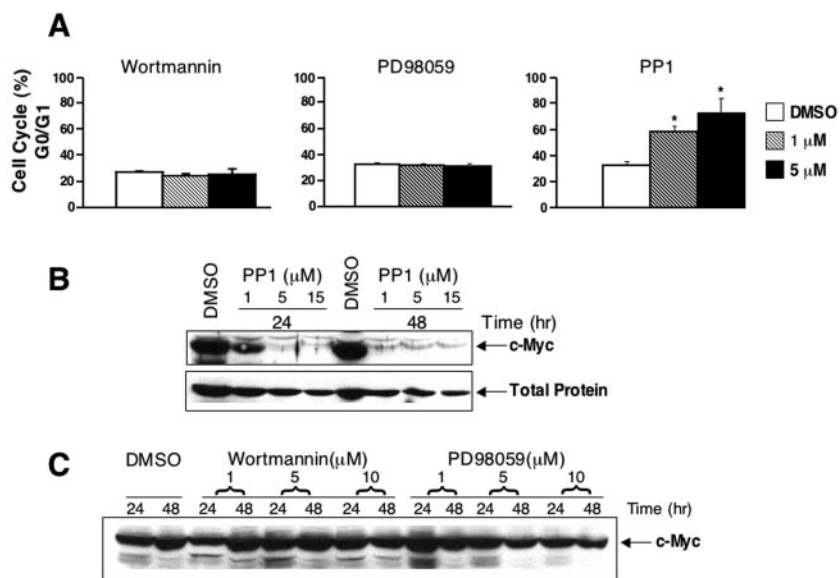 A
Wortmannin
PD98059
PP1
Cell Cycle (%)
G0/G1
100
80
60
40
20
0
100
80
60
40
20
0
100
80
60
40
20
0
* *
DMSO
1 μM
5 μM
B
DMSO PP1 (μM) DMSO PP1 (μM)
1 5 15 1 5 15
24 48 Time (hr)
c-Myc
Total Protein
C
DMSO Wortmannin(μM) PD98059(μM)
1 5 10 1 5 10
24 48 24 48 24 48 24 48 24 48 24 48 24 48 Time (hr)
c-Myc